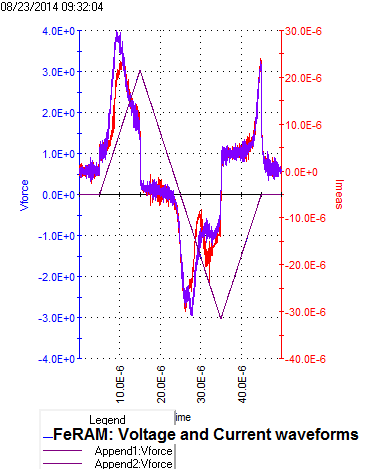 08/23/2014 09:32:04
4.0E+0
3.0E+0
2.0E+0
1.0E+0
0.0E+0
-1.0E+0
-2.0E+0
-3.0E+0
-4.0E+0
Vforce
30.0E-6
20.0E-6
10.0E-6
0.0E+0
-10.0E-6
-20.0E-6
-30.0E-6
-40.0E-6
Imeas
10.0E-6
20.0E-6
30.0E-6
40.0E-6
ime
Legend
FeRAM: Voltage and Current waveforms
Append1:Vforce
Append2:Vforce